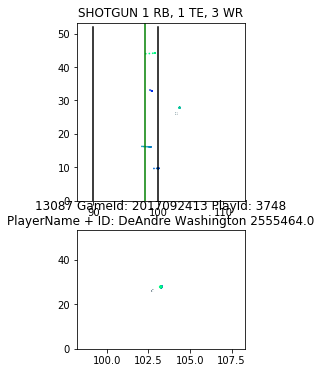 SHOTGUN 1 RB, 1 TE, 3 WR
50
40
30
20
10
0
90 100 110
13087 GameId: 2017092413 PlayId: 3748
PlayerName + ID: DeAndre Washington 2555464.0
40
20
0
100.0 102.5 105.0 107.5